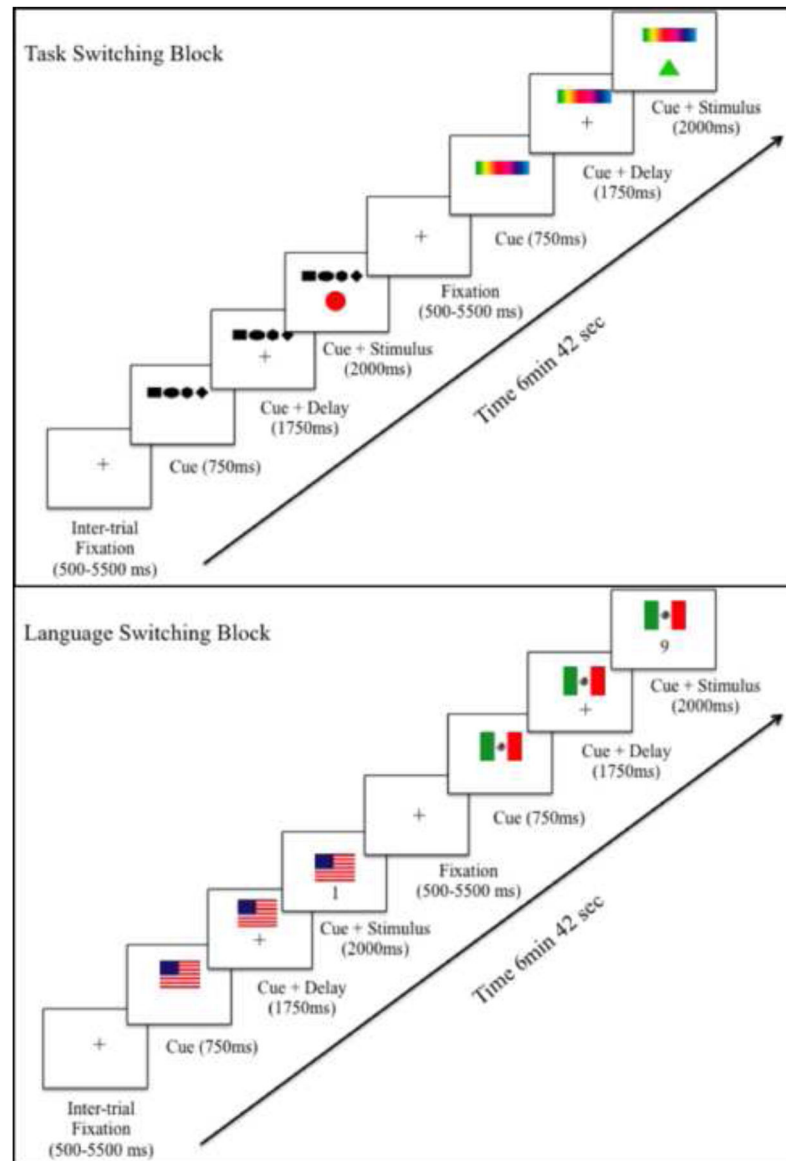 Task Switching Block
Cue + Stimulus
(2000ms)
Cue + Delay
(1750ms)
Cue (750ms)
Fixation
(500-5500 ms)
Cue + Stimulus
(2000ms)
Cue + Delay
(1750ms)
Cue (750ms)
Inter-trial
Fixation
(500-5500 ms)
Time 6min 42 sec
Language Switching Block
9
Cue + Stimulus
(2000ms)
Cue + Delay
(1750ms)
Cue (750ms)
Fixation
(500-5500 ms)
1
Cue + Stimulus
(2000ms)
Cue + Delay
(1750ms)
Cue (750ms)
Inter-trial
Fixation
(500-5500 ms)
Time 6min 42 sec